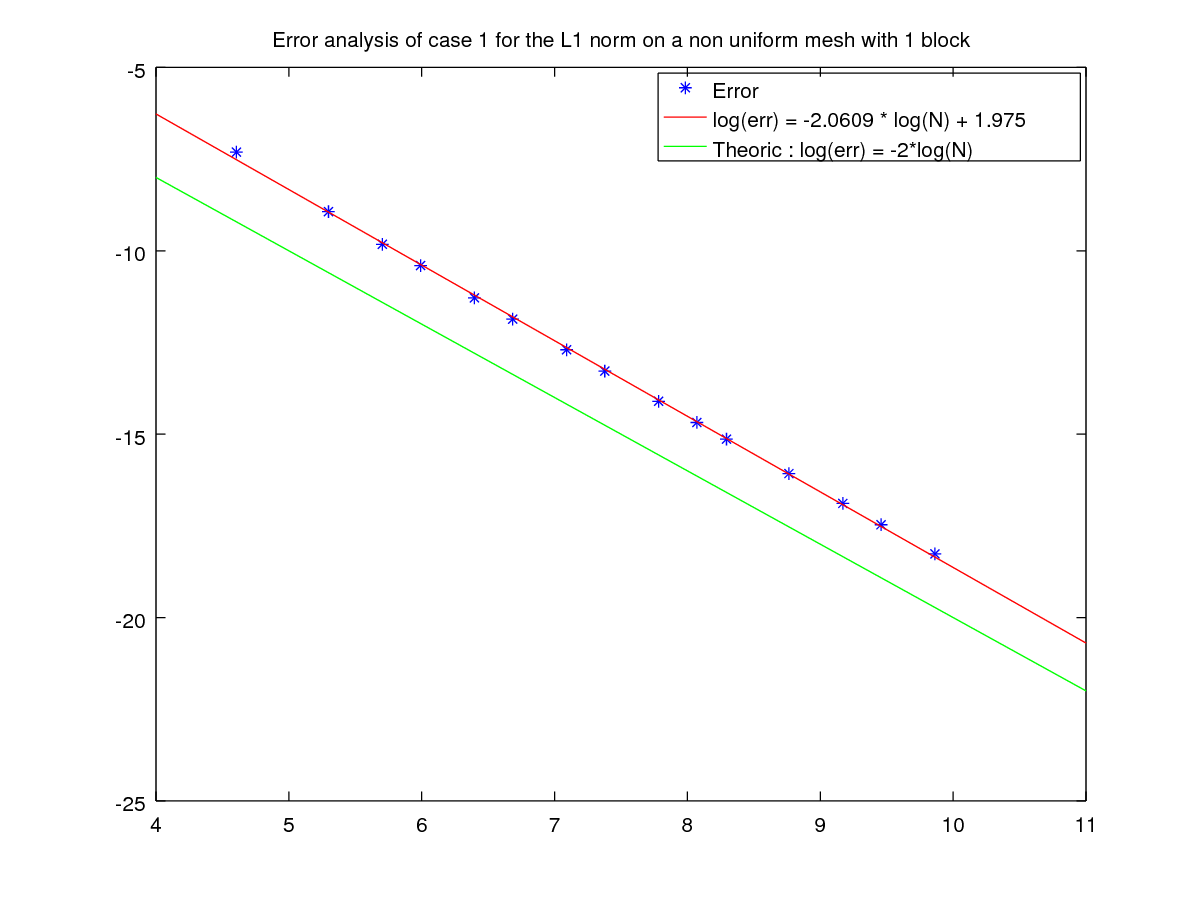 Error analysis of case 1 for the L1 norm on a non uniform mesh with 1 block
Error
log(err) = -2.0609 * log(N) + 1.975
Theoric : log(err) = -2*log(N)
-5
-10
-15
-20
-25
4 5 6 7 8 9 10 11